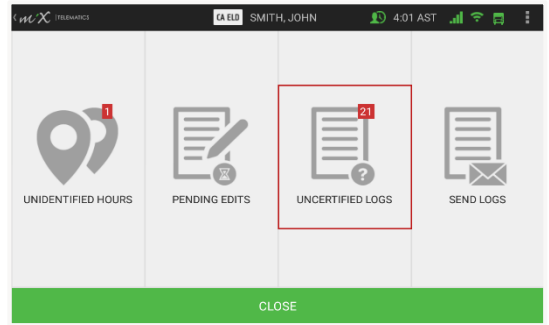 mX TELEMATICS CA ELD SMITH, JOHN 4:01 AST
1 21
UNIDENTIFIED HOURS PENDING EDITS UNCERTIFIED LOGS SEND LOGS
CLOSE